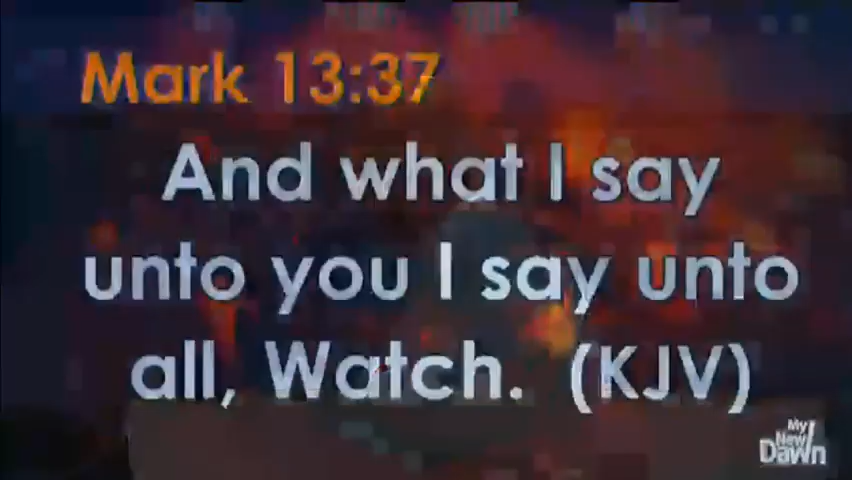 Mark 13:37
And what I say
unto you I say unto
all, Watch. (KJV)
My
New
Dawn